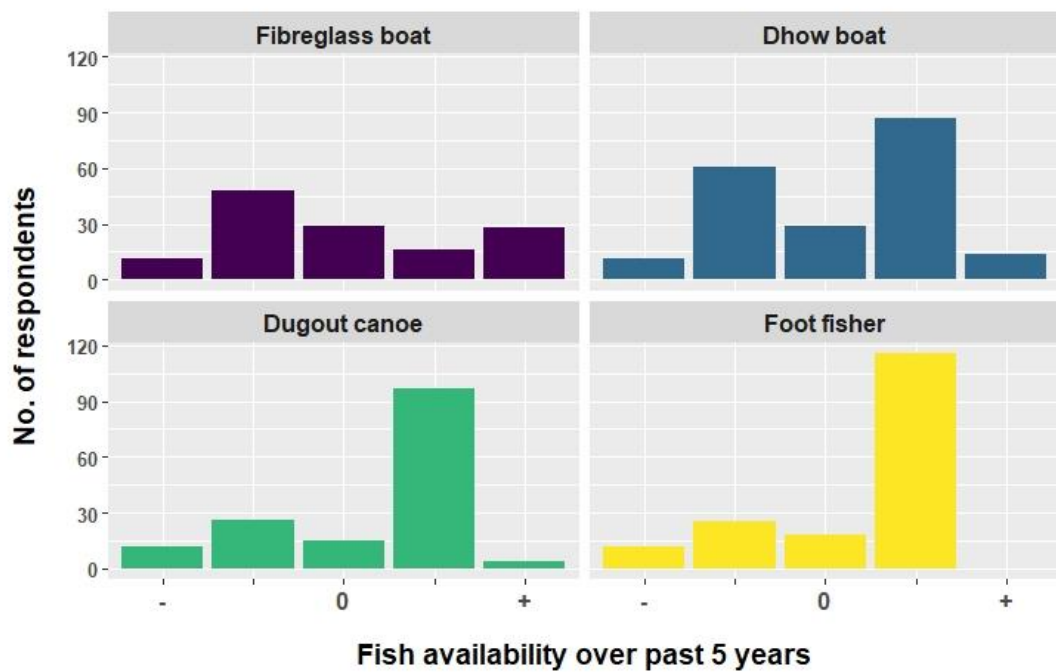 Fibreglass boat
Dhow boat
120
90
60
30
0
Dugout canoe
Foot fisher
120
90
60
30
0
- 0 +
- 0 +
No. of respondents
Fish availability over past 5 years